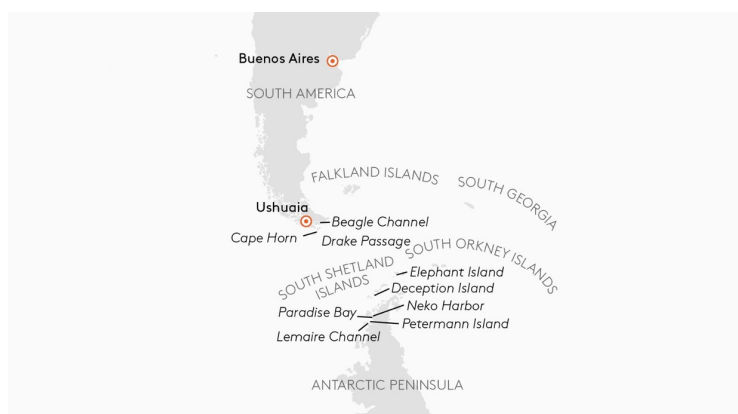 Buenos Aires
SOUTH AMERICA
FALKLAND ISLANDS
SOUTH GEORGIA
Ushuaia
Beagle Channel
Cape Horn
Drake Passage
SOUTH ORKNEY ISLANDS
SOUTH SHETLAND
ISLANDS
Elephant Island
Deception Island
Neko Harbor
Paradise Bay
Petermann Island
Lemaire Channel
ANTARCTIC PENINSULA